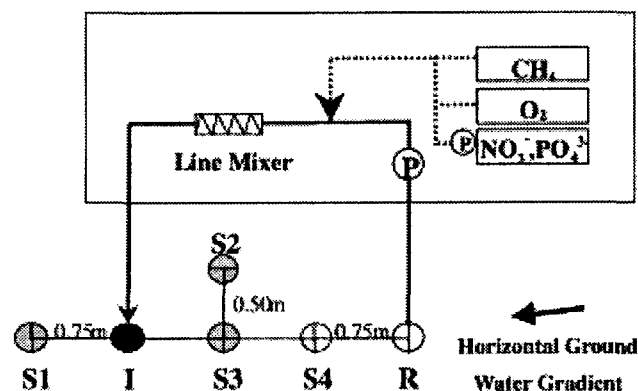 CH₄
O₂
P NO₃⁻,PO₄³⁻
Line Mixer
P
S2
0.50m
0.75m
0.75m
S1 I S3 S4 R
Horizontal Ground
Water Gradient